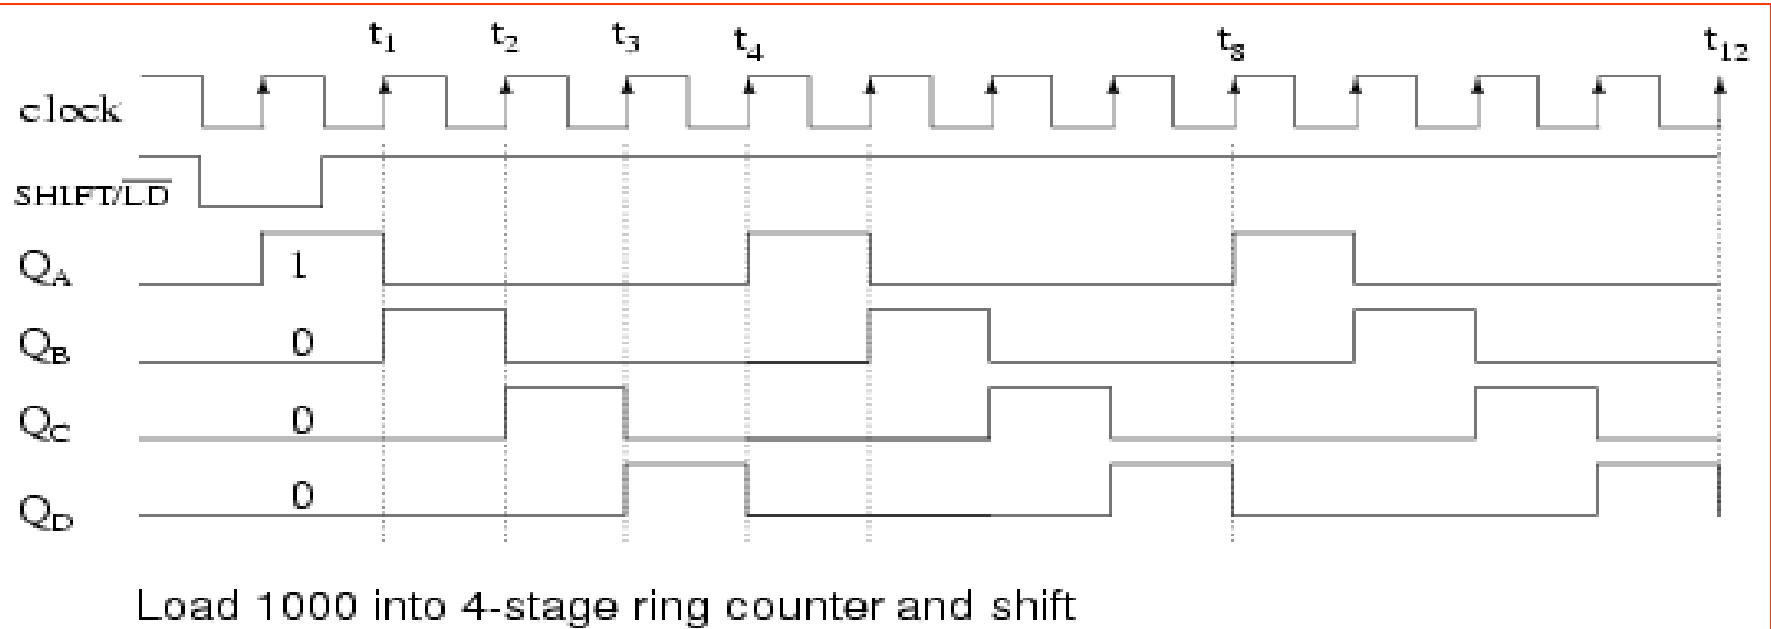 t1 t2 t3 t4 t8 t12
clock
SHIFT/LD
QA 1
QB 0
QC 0
QD 0
Load 1000 into 4-stage ring counter and shift